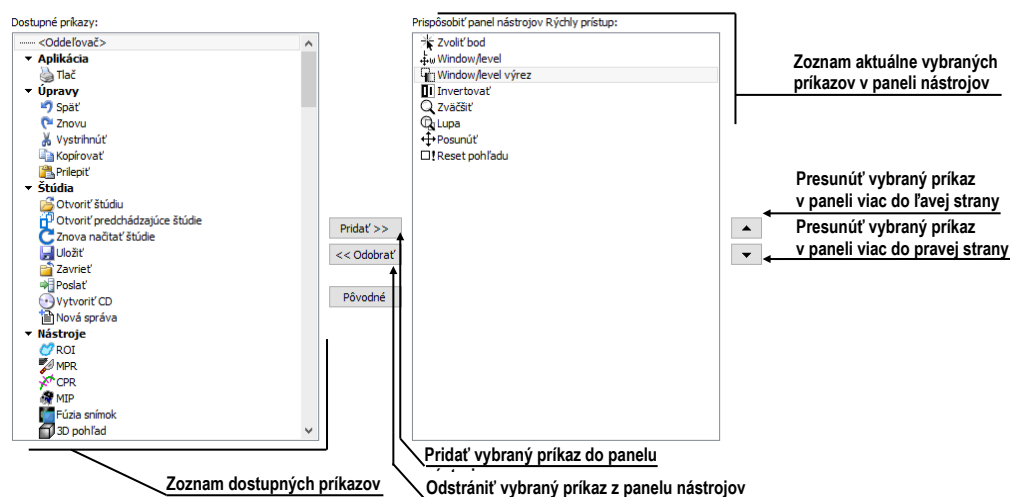 Dostupné príkazy:
<Oddeľovač>
Aplikácia
Tlač
Úpravy
Späť
Znovu
Vystrihnúť
Kopírovať
Prilepiť
Štúdia
Otvoriť štúdiu
Otvoriť predchádzajúce štúdie
Znova načítať štúdie
Uložiť
Zavrieť
Poslať
Vytvoriť CD
Nová správa
Nástroje
ROI
MPR
CPR
MIP
Fúzia snímok
3D pohľad
Pridať >>
<< Odobrať
Pôvodné
Prispôsobiť panel nástrojov Rýchly prístup:
Zvoliť bod
Window/level
Window/level výrez
Invertovať
Zväčšiť
Lupa
Posunúť
Reset pohľadu
Zoznam aktuálne vybraných
príkazov v paneli nástrojov
Presunúť vybraný príkaz
v paneli viac do ľavej strany
Presunúť vybraný príkaz
v paneli viac do pravej strany
Pridať vybraný príkaz do panelu
Zoznam dostupných príkazov
Odstrániť vybraný príkaz z panelu nástrojov